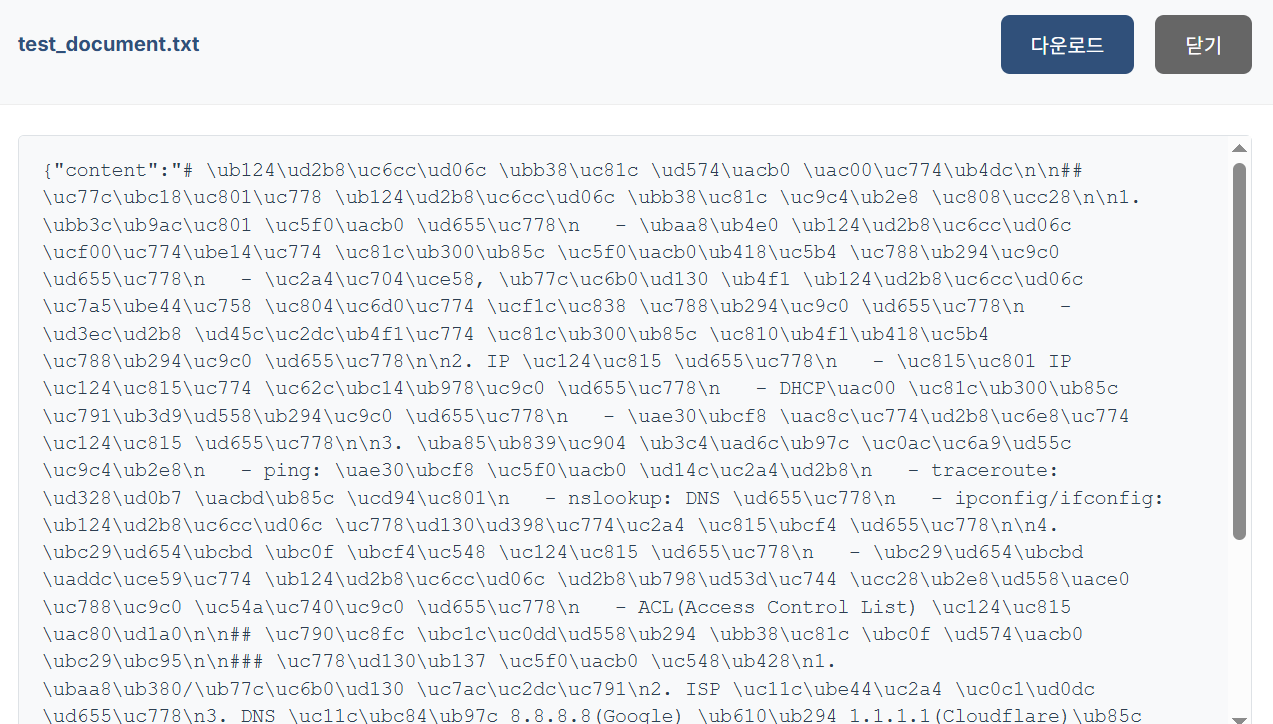 test_document.txt
다운로드
닫기
{"content":"# \ub124\ud2b8\uc6cc\ud06c \ubb38\uc81c \ud574\uacb0 \uac00\uc774\ub4dc\n\n##
\uc77c\ubc18\uc801\uc778 \ub124\ud2b8\uc6cc\ud06c \ubb38\uc81c \uc9c4\ub2e8 \uc808\ucc28\n\n1.
\ubb3c\ub9ac\uc801 \uc5f0\uacb0 \ud655\uc778\n   - \ubaa8\ub4e0 \ub124\ud2b8\uc6cc\ud06c
\ucf00\uc774\ube14\uc774 \uc81c\ub300\ub85c \uc5f0\uacb0\ub418\uc5b4 \uc788\ub294\uc9c0
\ud655\uc778\n   - \uc2a4\uc704\uce58, \ub77c\uc6b0\ud130 \ub4f1 \ub124\ud2b8\uc6cc\ud06c
\uc7a5\ube44\uc758 \uc804\uc6d0\uc774 \ucf1c\uc838 \uc788\ub294\uc9c0 \ud655\uc778\n   -
\ud3ec\ud2b8 \ud45c\uc2dc\ub4f1\uc774 \uc81c\ub300\ub85c \uc810\ub4f1\ub418\uc5b4
\uc788\ub294\uc9c0 \ud655\uc778\n\n2. IP \uc124\uc815 \ud655\uc778\n   - \uc815\uc801 IP
\uc124\uc815\uc774 \uc62c\ubc14\ub978\uc9c0 \ud655\uc778\n   - DHCP\uac00 \uc81c\ub300\ub85c
\uc791\ub3d9\ud558\ub294\uc9c0 \ud655\uc778\n   - \uae30\ubcf8 \uac8c\uc774\ud2b8\uc6e8\uc774
\uc124\uc815 \ud655\uc778\n\n3. \uba85\ub839\uc904 \ub3c4\uad6c\ub97c \uc0ac\uc6a9\ud55c
\uc9c4\ub2e8\n   - ping: \uae30\ubcf8 \uc5f0\uacb0 \ud14c\uc2a4\ud2b8\n   - traceroute:
\ud328\ud0b7 \uacbd\ub85c \ucd94\uc801\n   - nslookup: DNS \ud655\uc778\n   - ipconfig/ifconfig:
\ub124\ud2b8\uc6cc\ud06c \uc778\ud130\ud398\uc774\uc2a4 \uc815\ubcf4 \ud655\uc778\n\n4.
\ubc29\ud654\ubcbd \ubc0f \ubcf4\uc548 \uc124\uc815 \ud655\uc778\n   - \ubc29\ud654\ubcbd
\uaddc\uce59\uc774 \ub124\ud2b8\uc6cc\ud06c \ud2b8\ub798\ud53d\uc744 \ucc28\ub2e8\ud558\uace0
\uc788\uc9c0 \uc54a\uc740\uc9c0 \ud655\uc778\n   - ACL(Access Control List) \uc124\uc815
\uac80\ud1a0\n\n## \uc790\uc8fc \ubc1c\uc0dd\ud558\ub294 \ubb38\uc81c \ubc0f \ud574\uacb0
\ubc29\ubc95\n\n### \uc778\ud130\ub137 \uc5f0\uacb0 \uc548\ub428\n1.
\ubaa8\ub380/\ub77c\uc6b0\ud130 \uc7ac\uc2dc\uc791\n2. ISP \uc11c\ube44\uc2a4 \uc0c1\ud0dc
\ud655\uc778\n3. DNS \uc11c\ubc84\ub97c 8.8.8.8(Google) \ub610\ub294 1.1.1.1(Cloudflare)\ub85c